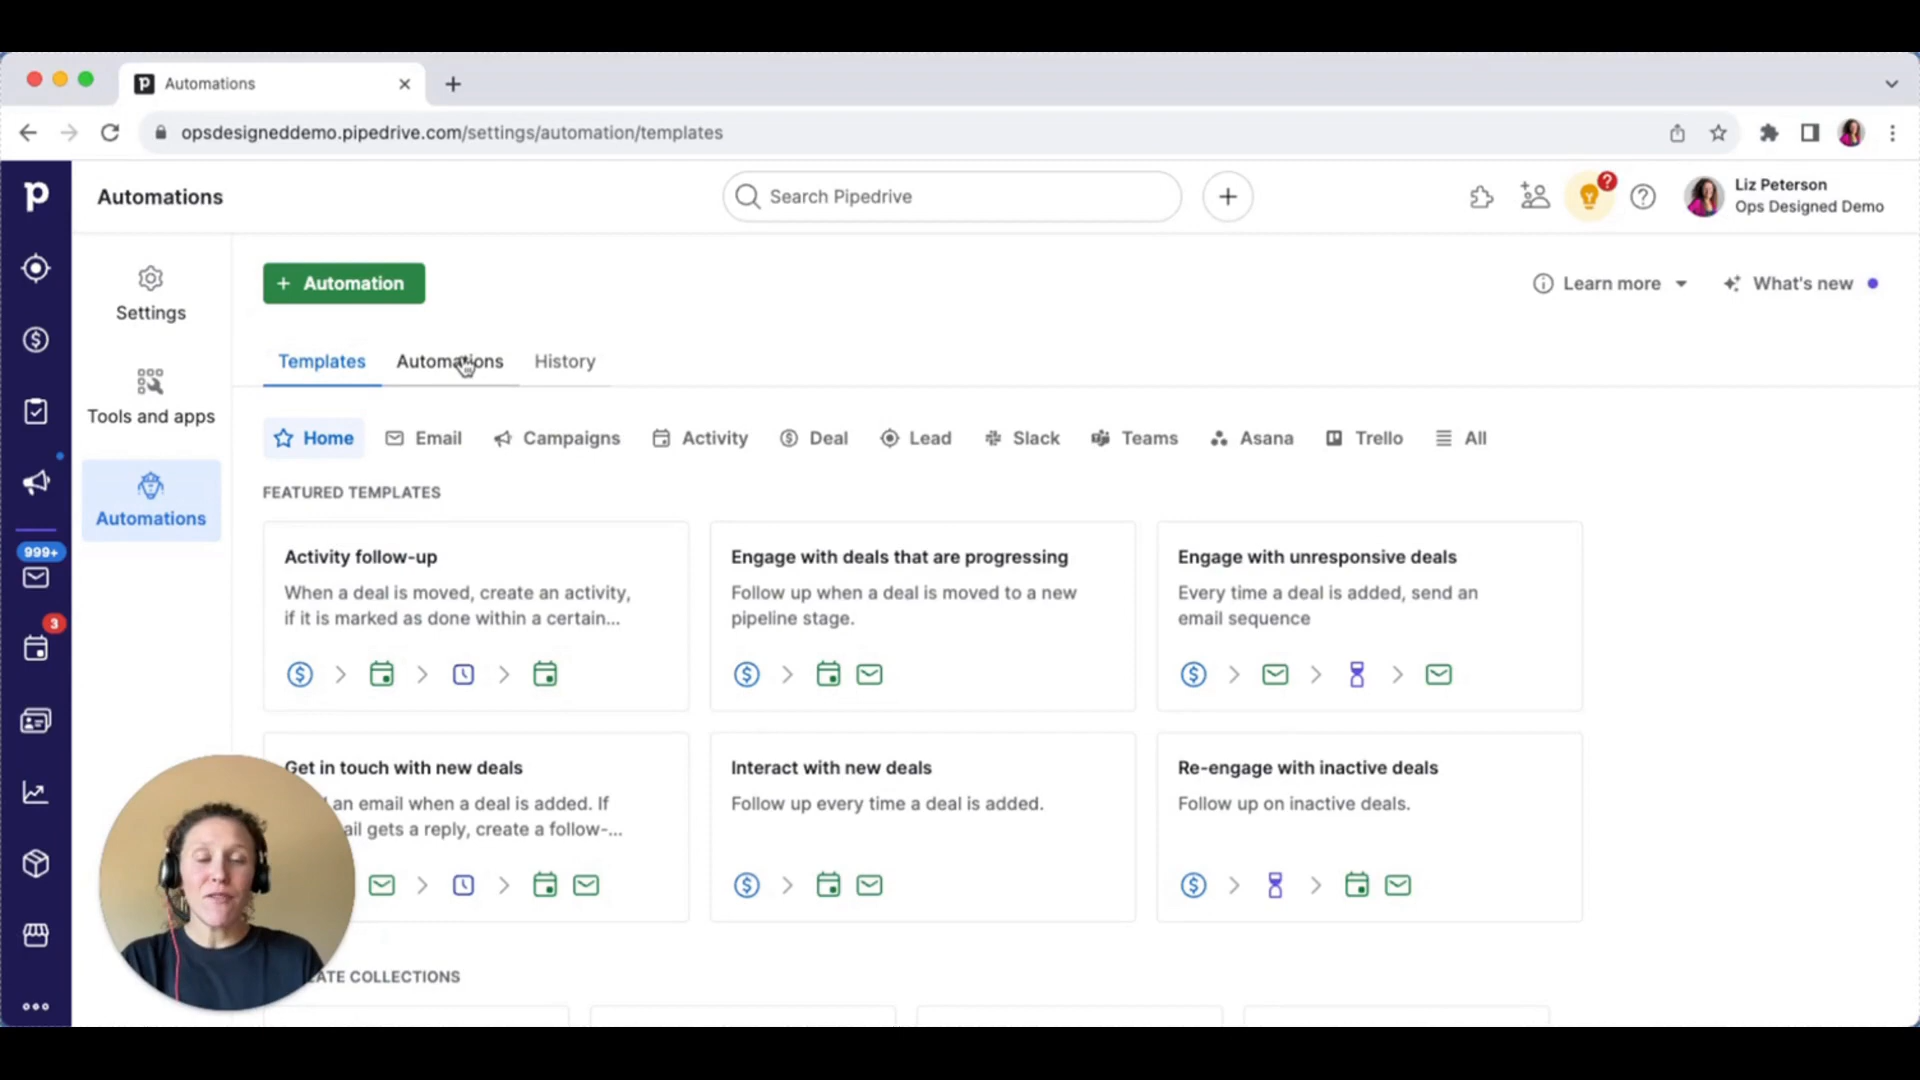 Automations
opsdesigneddemo.pipedrive.com/settings/automation/templates
Automations
Search Pipedrive
?
Liz Peterson
Ops Designed Demo
Settings
Tools and apps
Automations
999+
3
+ Automation
Learn more
What's new
Templates
Automations
History
Home
Email
Campaigns
Activity
Deal
Lead
Slack
Teams
Asana
Trello
All
FEATURED TEMPLATES
Activity follow-up
When a deal is moved, create an activity,
if it is marked as done within a certain...
Engage with deals that are progressing
Follow up when a deal is moved to a new
pipeline stage.
Engage with unresponsive deals
Every time a deal is added, send an
email sequence
Get in touch with new deals
an email when a deal is added. If
gets a reply, create a follow-...
Interact with new deals
Follow up every time a deal is added.
Re-engage with inactive deals
Follow up on inactive deals.
COLLECTIONS